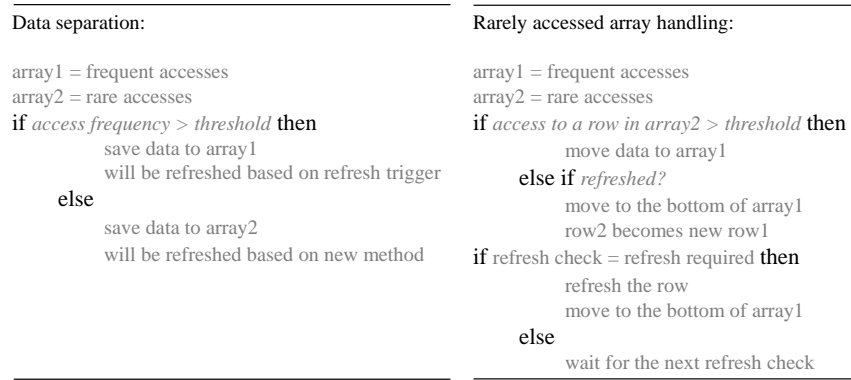 Data separation:
array1 = frequent accesses
array2 = rare accesses
if access frequency > threshold then
save data to array1
will be refreshed based on refresh trigger
else
save data to array2
will be refreshed based on new method
Rarely accessed array handling:
array1 = frequent accesses
array2 = rare accesses
if access to a row in array2 > threshold then
move data to array1
else if refreshed?
move to the bottom of array1
row2 becomes new row1
if refresh check = refresh required then
refresh the row
move to the bottom of array1
else
wait for the next refresh check